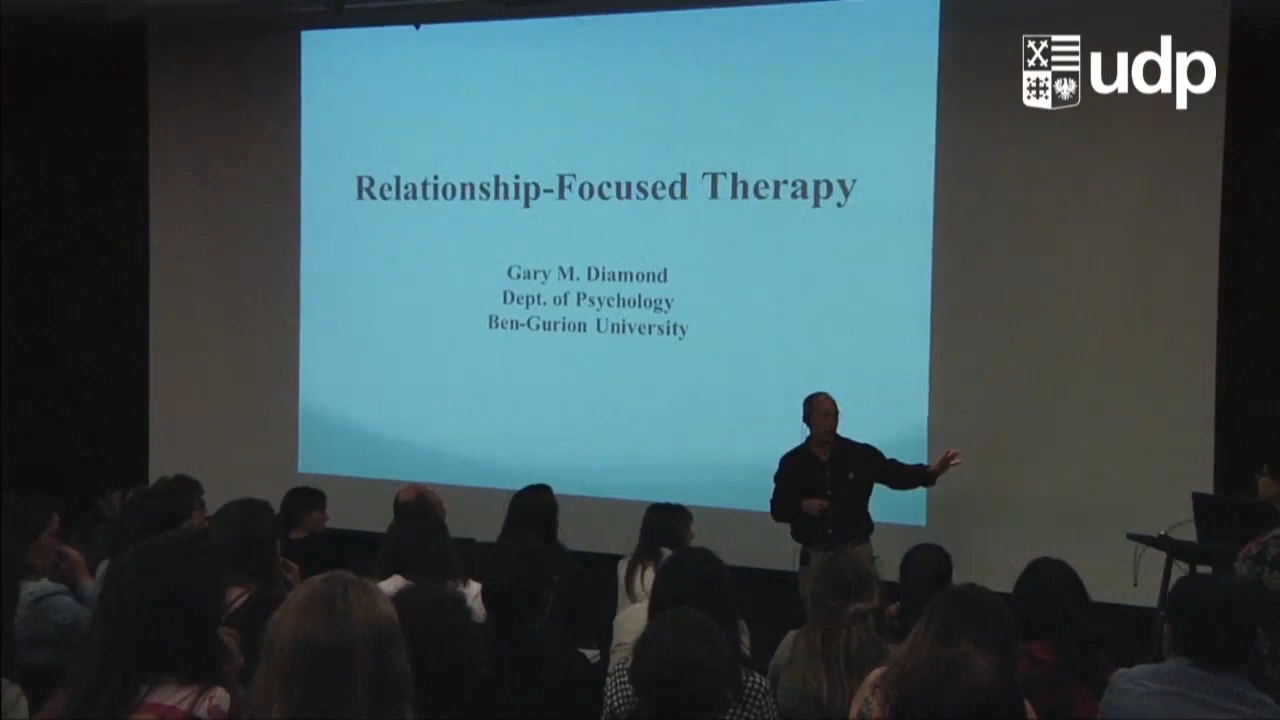 udp
Relationship-Focused Therapy
Gary M. Diamond
Dept. of Psychology
Ben-Gurion University